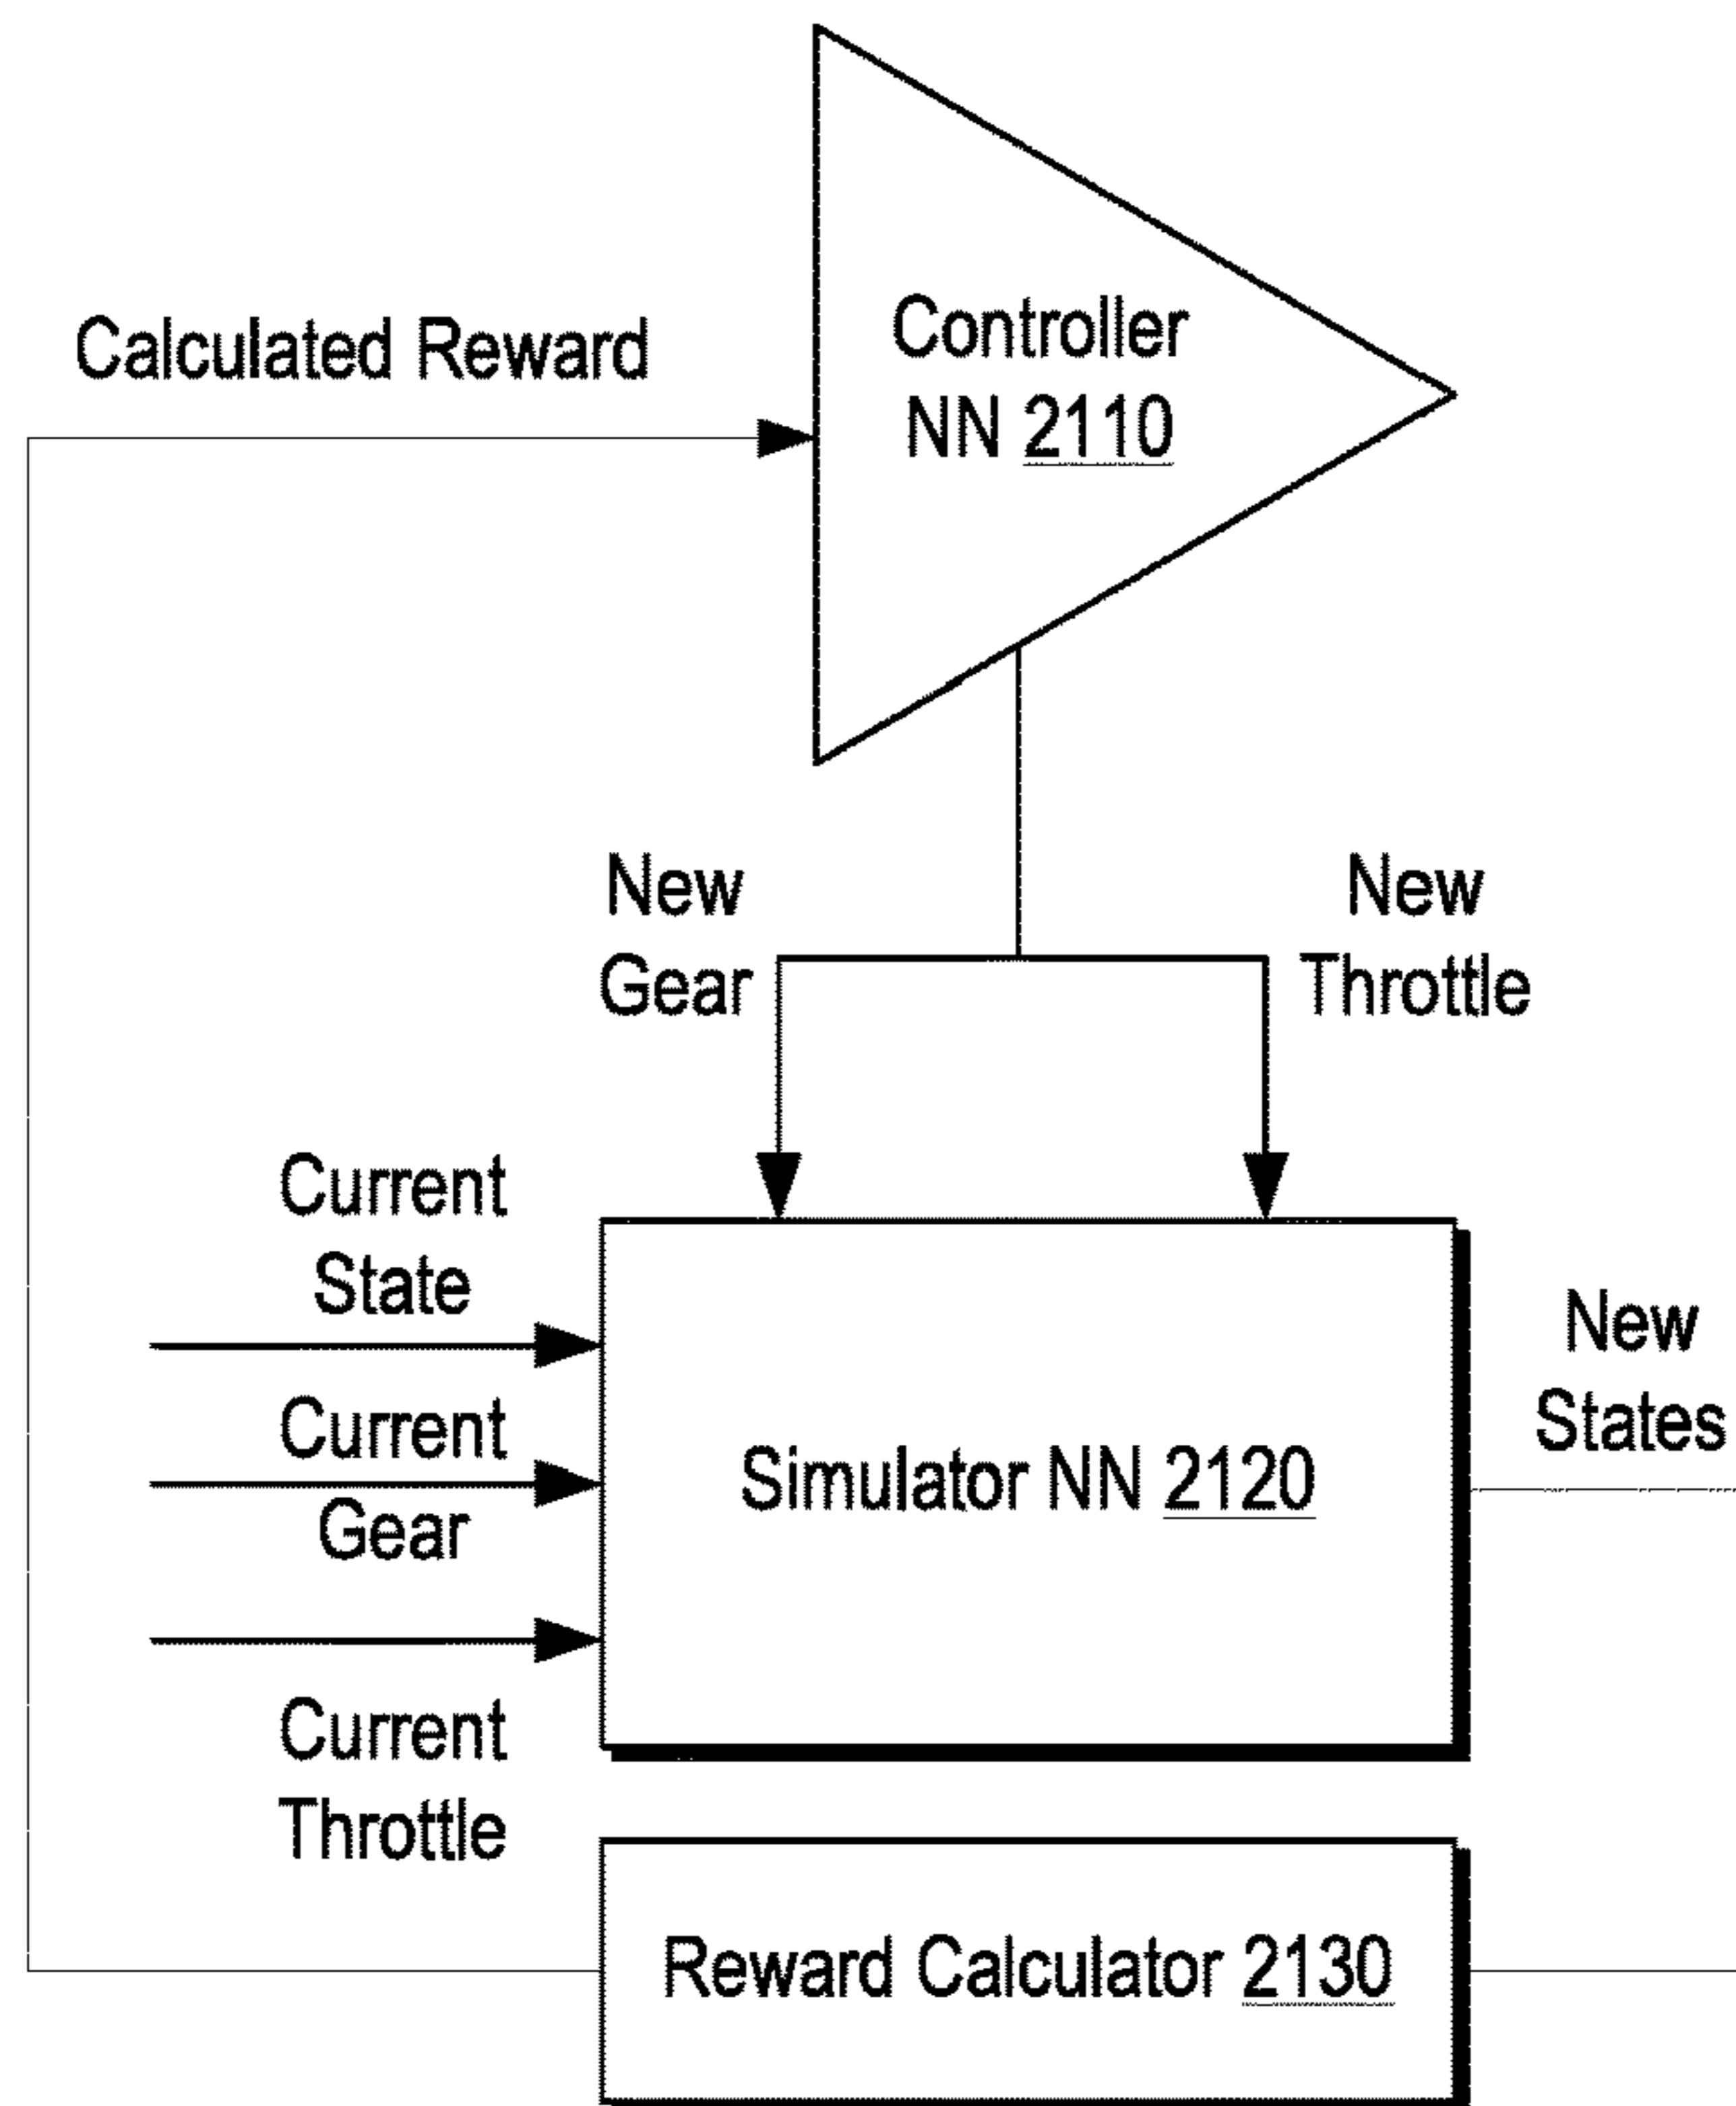 Calculated Reward
Controller
NN 2110
New
Gear
New
Throttle
Current
State
Current
Gear
Current
Throttle
Simulator NN 2120
New
States
Reward Calculator 2130